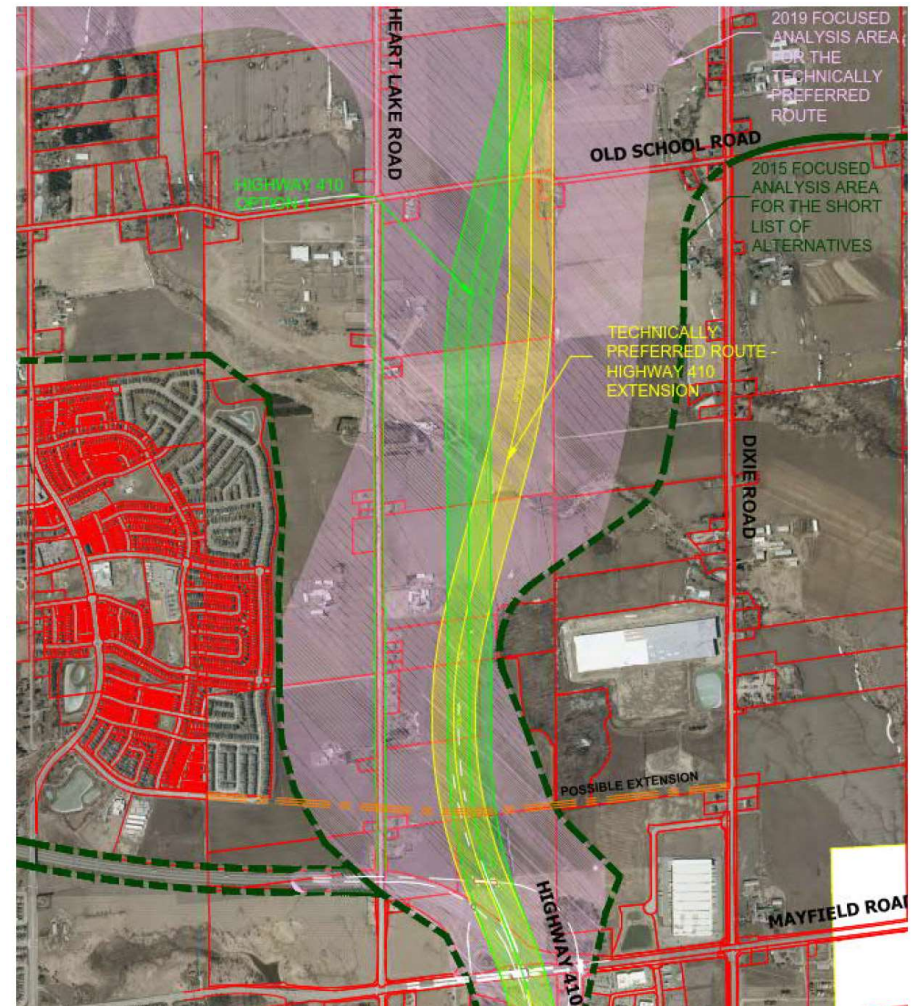 HEART LAKE ROAD
2019 FOCUSED
ANALYSIS AREA
FOR THE
TECHNICALLY
PREFERRED
ROUTE
OLD SCHOOL ROAD
HIGHWAY 410
OPTION 1
2015 FOCUSED
ANALYSIS AREA
FOR THE SHORT
LIST OF
ALTERNATIVES
TECHNICALLY
PREFERRED ROUTE -
HIGHWAY 410
EXTENSION
DIXIE ROAD
POSSIBLE EXTENSION
HIGHWAY 410
MAYFIELD ROAD